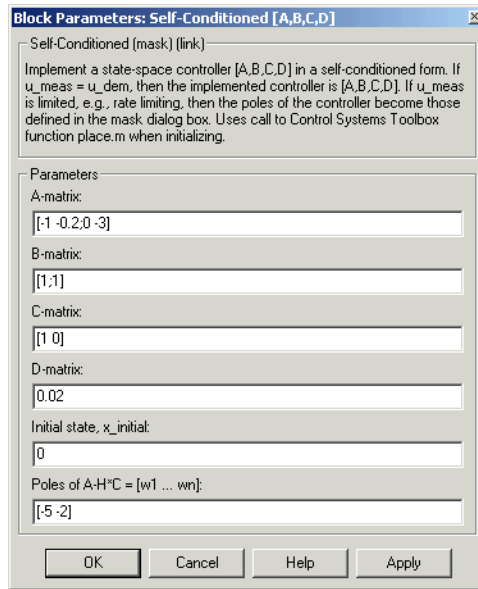 Block Parameters: Self-Conditioned [A,B,C,D]
Self-Conditioned (mask) (link)
Implement a state-space controller [A,B,C,D] in a self-conditioned form. If
u_meas = u_dem, then the implemented controller is [A,B,C,D]. If u_meas
is limited, e.g., rate limiting, then the poles of the controller become those
defined in the mask dialog box. Uses call to Control Systems Toolbox
function place.m when initializing.
Parameters
A-matrix:
[-1 -0.2;0 -3]
B-matrix:
[1;1]
C-matrix:
[1 0]
D-matrix:
0.02
Initial state, x_initial:
0
Poles of A-H*C = [w1 ... wn]:
[-5 -2]
OK Cancel Help Apply